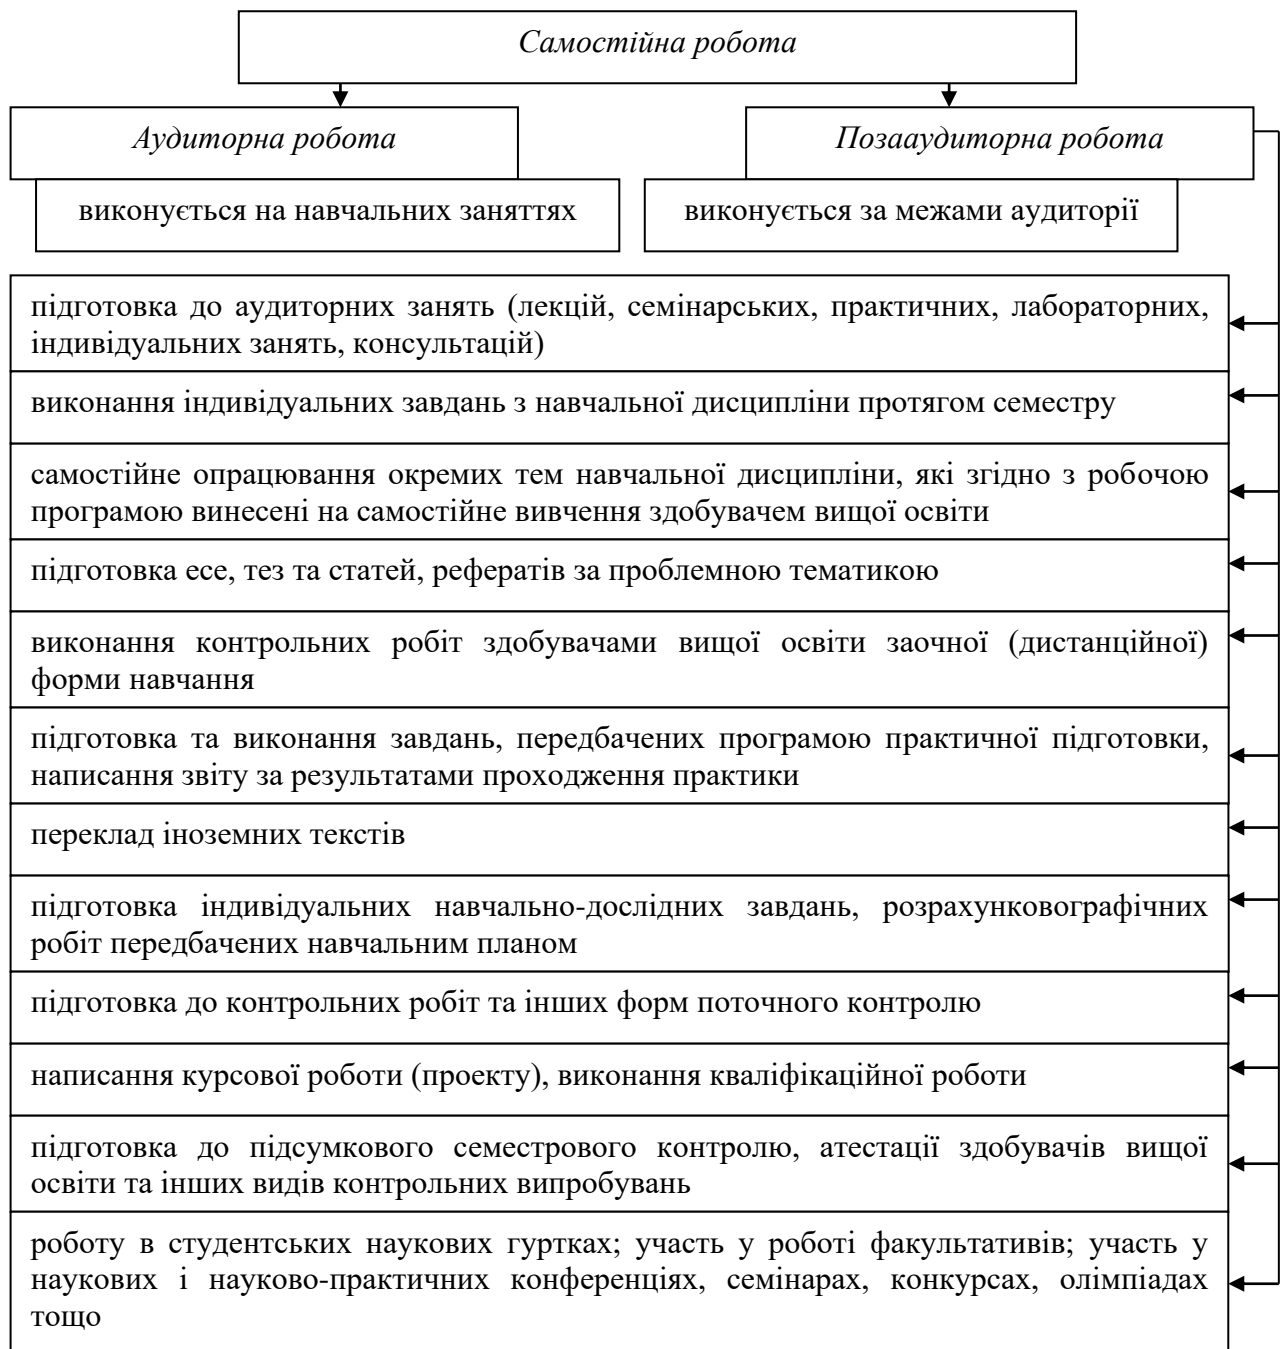 Самостійна робота
Аудиторна робота
Позааудиторна робота
виконується на навчальних заняттях
виконується за межами аудиторії
підготовка до аудиторних занять (лекцій, семінарських, практичних, лабораторних,
індивідуальних занять, консультацій)
виконання індивідуальних завдань з навчальної дисципліни протягом семестру
самостійне опрацювання окремих тем навчальної дисципліни, які згідно з робочою
програмою винесені на самостійне вивчення здобувачем вищої освіти
підготовка есе, тез та статей, рефератів за проблемною тематикою
виконання контрольних робіт здобувачами вищої освіти заочної (дистанційної)
форми навчання
підготовка та виконання завдань, передбачених програмою практичної підготовки,
написання звіту за результатами проходження практики
переклад іноземних текстів
підготовка індивідуальних навчально-дослідних завдань, розрахунковографічних
робіт передбачених навчальним планом
підготовка до контрольних робіт та інших форм поточного контролю
написання курсової роботи (проекту), виконання кваліфікаційної роботи
підготовка до підсумкового семестрового контролю, атестації здобувачів вищої
освіти та інших видів контрольних випробувань
роботу в студентських наукових гуртках; участь у роботі факультативів; участь у
наукових і науково-практичних конференціях, семінарах, конкурсах, олімпіадах
тощо